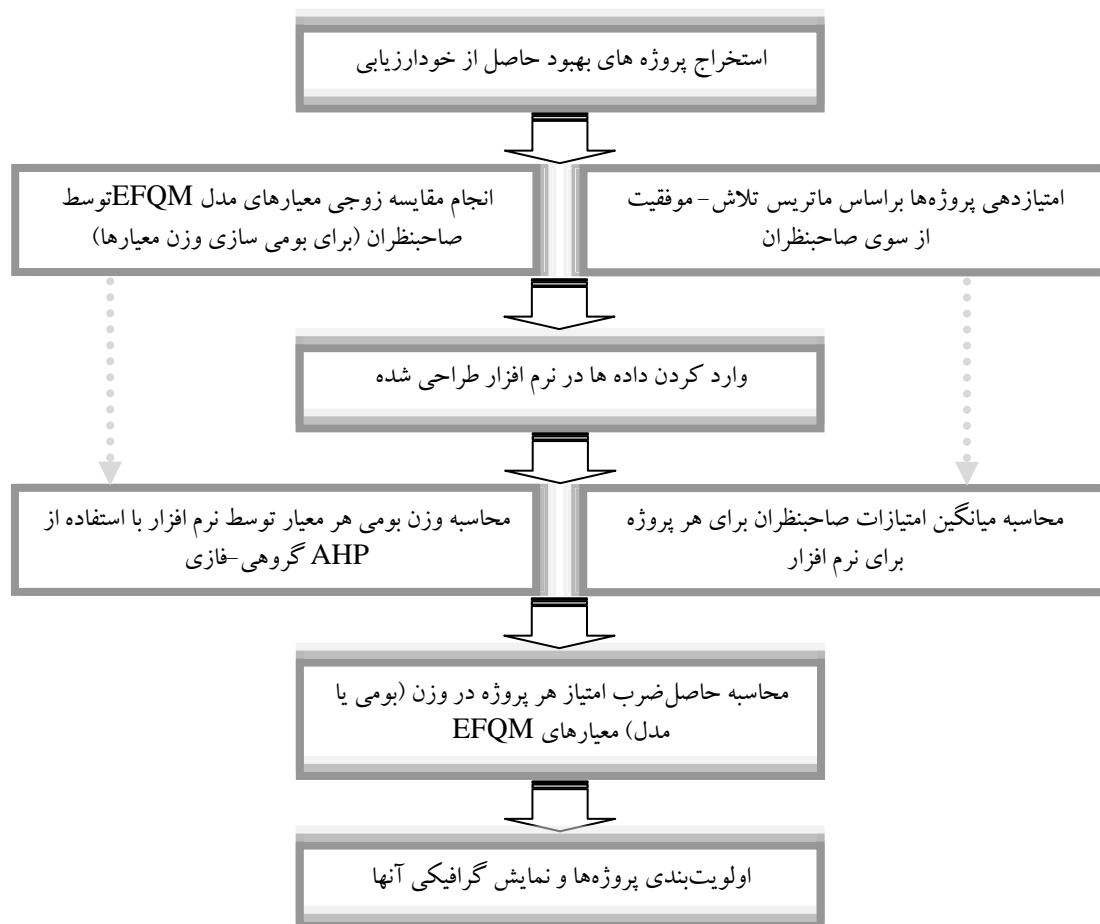 استخراج پروژه های بهبود حاصل از خودارزیابی
امتیازدهی پروژه‌ها براساس ماتریس تلاش- موفقیت
از سوی صاحبنظران
انجام مقایسه زوجی معیارهای مدل EFQMتوسط
صاحبنظران (برای بومی سازی وزن معیارها)
وارد کردن داده ها در نرم افزار طراحی شده
محاسبه میانگین امتیازات صاحبنظران برای هر پروژه
برای نرم افزار
محاسبه وزن بومی هر معیار توسط نرم افزار با استفاده از
AHP گروهی-فازی
محاسبه حاصل‌ضرب امتیاز هر پروژه در وزن (بومی یا
مدل) معیارهای EFQM
اولویت‌بندی پروژه‌ها و نمایش گرافیکی آنها